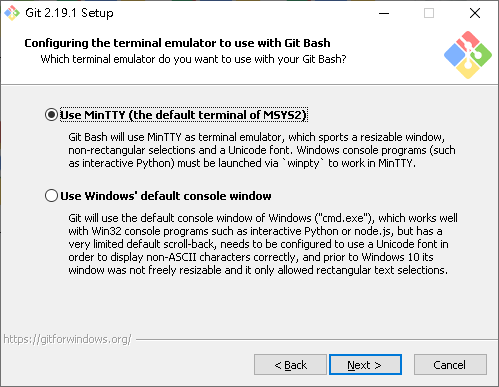 Git 2.19.1 Setup
Configuring the terminal emulator to use with Git Bash
Which terminal emulator do you want to use with your Git Bash?
Use MinTTY (the default terminal of MSYS2)
Git Bash will use MinTTY as terminal emulator, which sports a resizable window,
non-rectangular selections and a Unicode font. Windows console programs (such
as interactive Python) must be launched via `winpty` to work in MinTTY.
Use Windows' default console window
Git will use the default console window of Windows ("cmd.exe"), which works well
with Win32 console programs such as interactive Python or node.js, but has a
very limited default scroll-back, needs to be configured to use a Unicode font in
order to display non-ASCII characters correctly, and prior to Windows 10 its
window was not freely resizable and it only allowed rectangular text selections.
https://gitforwindows.org/
< Back
Next >
Cancel